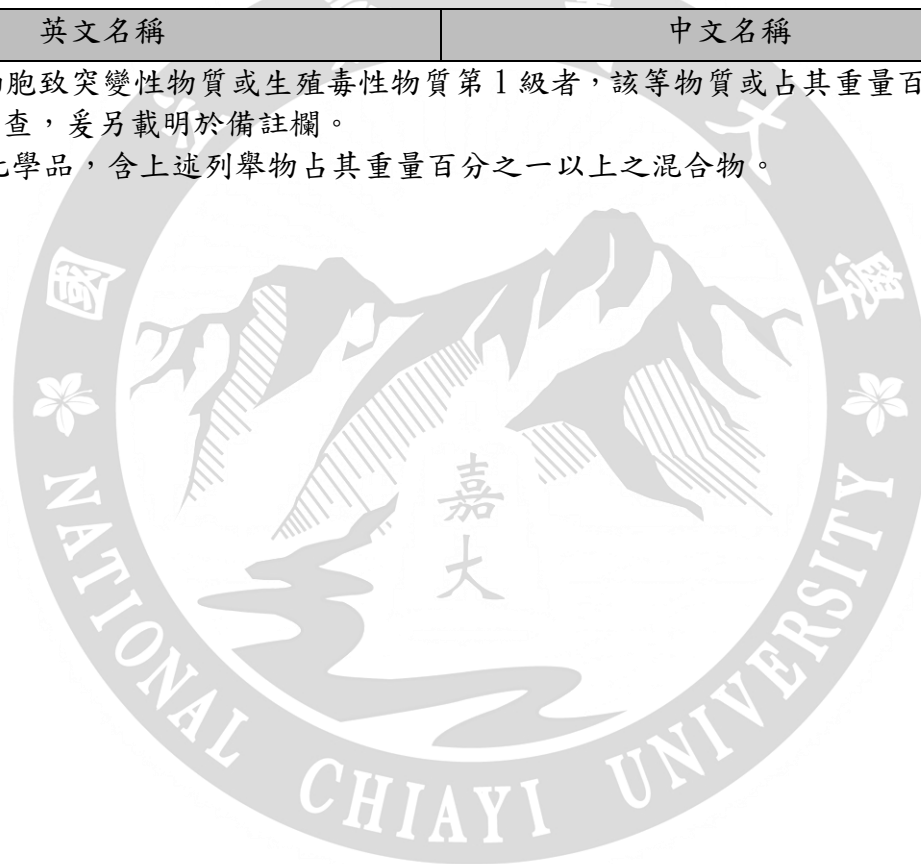 英文名稱 中文名稱
胞致突變性物質或生殖毒性物質第1級者,該等物質或占其重量百
查,爰另載明於備註欄。
學品,含上述列舉物占其重量百分之一以上之混合物。
國 大 學
嘉大
NATIONAL CHIAYI UNIVERSITY